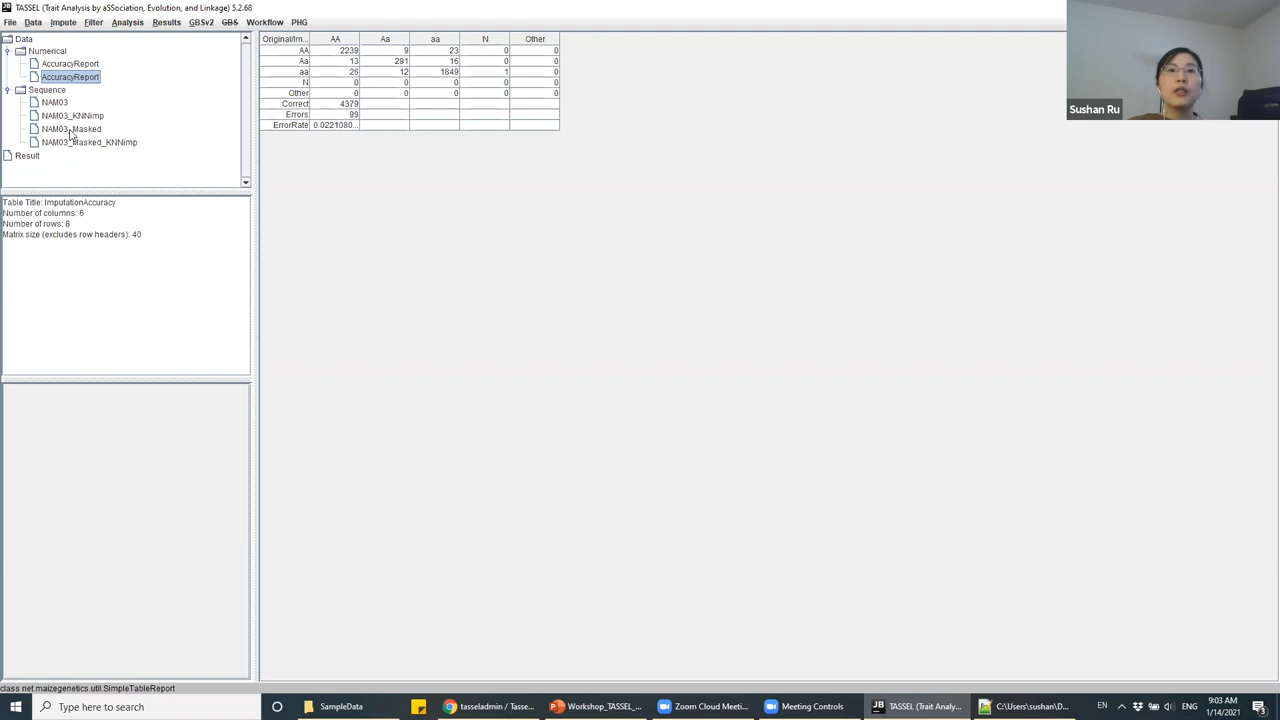 TASSEL (Trait Analysis by aSSociation, Evolution, and Linkage) 5.2.68
File Data Impute Filter Analysis Results GBSv2 GBS Workflow PHG
Data
Numerical
AccuracyReport
AccuracyReport
Sequence
NAM03
NAM03_KNNimp
NAM03_Masked
NAM03_Masked_KNNimp
Result
Table Title: ImputationAccuracy
Number of columns: 6
Number of rows: 8
Matrix size (excludes row headers): 40
Original/Im... AA Aa aa N Other
AA 2239 9 23 0 0
Aa 13 291 16 0 0
aa 26 12 1849 1 0
N 0 0 0 0 0
Other 0 0 0 0 0
Correct 4379
Errors 99
ErrorRate 0.0221080...
Sushan Ru
class net.maizegenetics.util.SimpleTableReport
Type here to search
SampleData
tasseladmin / Tasse...
Workshop_TASSEL_...
Zoom Cloud Meeti...
Meeting Controls
TASSEL (Trait Analy...
C:\Users\sushan\D...
EN
ENG
9:03 AM
1/14/2021
3